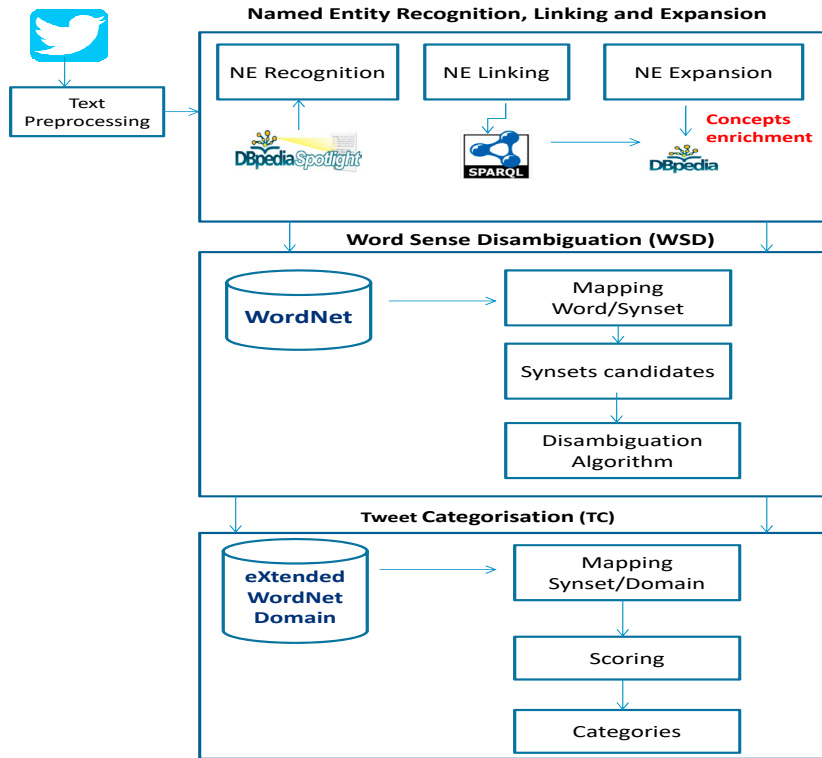 Named Entity Recognition, Linking and Expansion
Text
Preprocessing
NE Recognition
NE Linking
NE Expansion
Concepts
enrichment
DBpediaSpotlight
SPARQL
DBpedia
Word Sense Disambiguation (WSD)
WordNet
Mapping
Word/Synset
Synsets candidates
Disambiguation
Algorithm
Tweet Categorisation (TC)
eXtended
WordNet
Domain
Mapping
Synset/Domain
Scoring
Categories